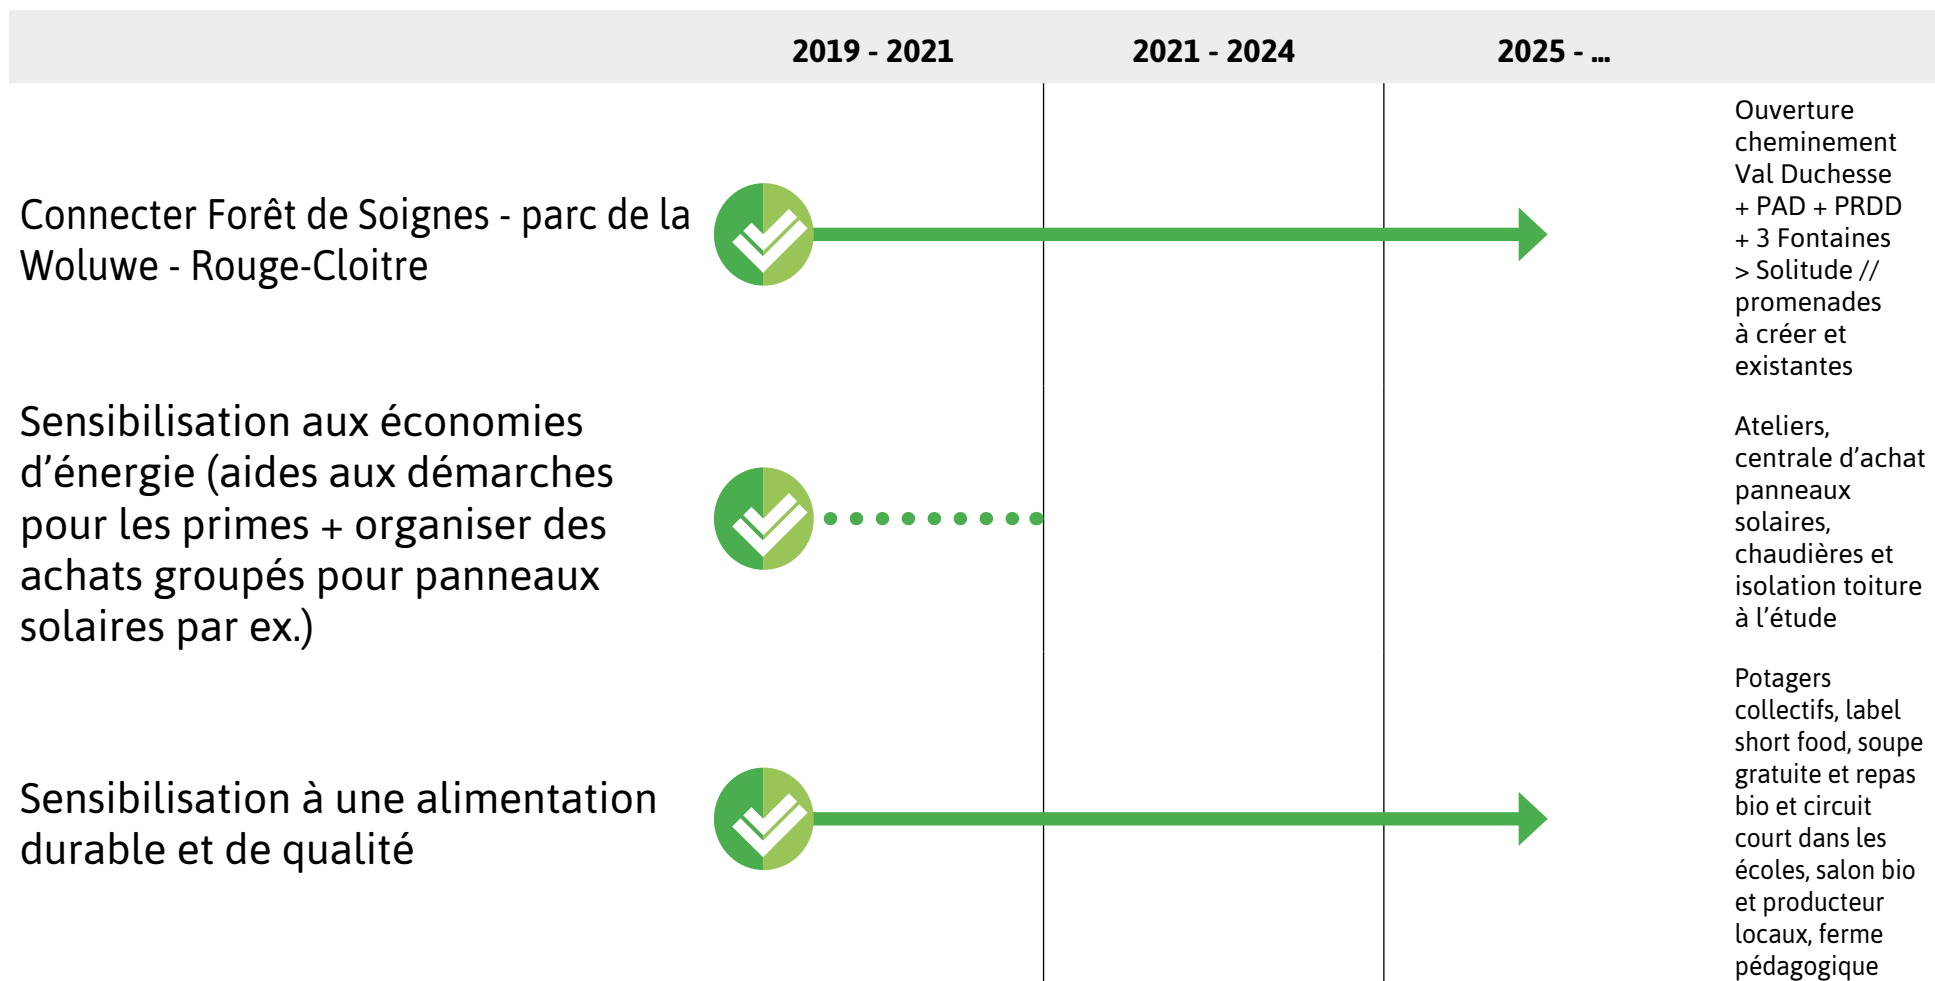 2019 - 2021
2021 - 2024
2025 - ...
Connecter Forêt de Soignes - parc de la
Woluwe - Rouge-Cloitre
Ouverture
cheminement
Val Duchesse
+ PAD + PRDD
+ 3 Fontaines
> Solitude //
promenades
à créer et
existantes
Sensibilisation aux économies
d’énergie (aides aux démarches
pour les primes + organiser des
achats groupés pour panneaux
solaires par ex.)
Ateliers,
centrale d’achat
panneaux
solaires,
chaudières et
isolation toiture
à l’étude
Sensibilisation à une alimentation
durable et de qualité
Potagers
collectifs, label
short food, soupe
gratuite et repas
bio et circuit
court dans les
écoles, salon bio
et producteur
locaux, ferme
pédagogique